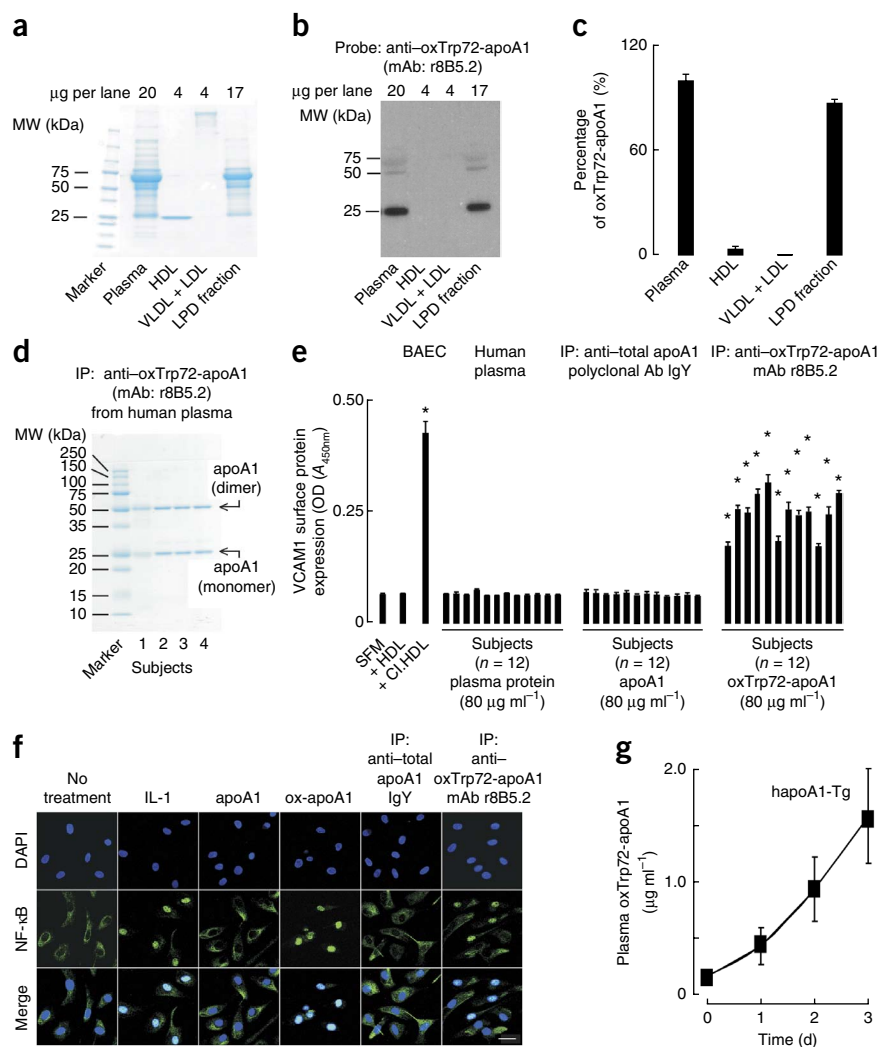 a
µg per lane 20 4 4 17
MW (kDa)
75
50
25
Marker
Plasma
HDL
VLDL + LDL
LPD fraction
b
Probe: anti–oxTrp72-apoA1
(mAb: r8B5.2)
µg per lane 20 4 4 17
MW (kDa)
75
50
25
Plasma
HDL
VLDL + LDL
LPD fraction
c
Percentage
of oxTrp72-apoA1 (%)
120
60
0
Plasma
HDL
VLDL + LDL
LPD fraction
d
IP: anti–oxTrp72-apoA1
(mAb: r8B5.2)
from human plasma
MW (kDa)
250
150
100
75
50
35
25
20
15
10
apoA1
(dimer)
apoA1
(monomer)
Marker
1 2 3 4
Subjects
e
BAEC
Human
plasma
IP: anti–total apoA1
polyclonal Ab IgY
IP: anti–oxTrp72-apoA1
mAb r8B5.2
VCAM1 surface protein
expression (OD (A450nm)
0.50
0.25
0
*
* * * * * * * * * * * *
SFM
+ HDL
+ Cl.HDL
Subjects
(n = 12)
plasma protein
(80 µg ml−1)
Subjects
(n = 12)
apoA1
(80 µg ml−1)
Subjects
(n = 12)
oxTrp72-apoA1
(80 µg ml−1)
f
No
treatment
IL-1
apoA1
ox-apoA1
IP:
anti–total
apoA1
IgY
IP:
anti–
oxTrp72-apoA1
mAb r8B5.2
DAPI
NF-κB
Merge
g
hapoA1-Tg
Plasma oxTrp72-apoA1
(µg ml−1)
2.0
1.0
0
0 1 2 3
Time (d)